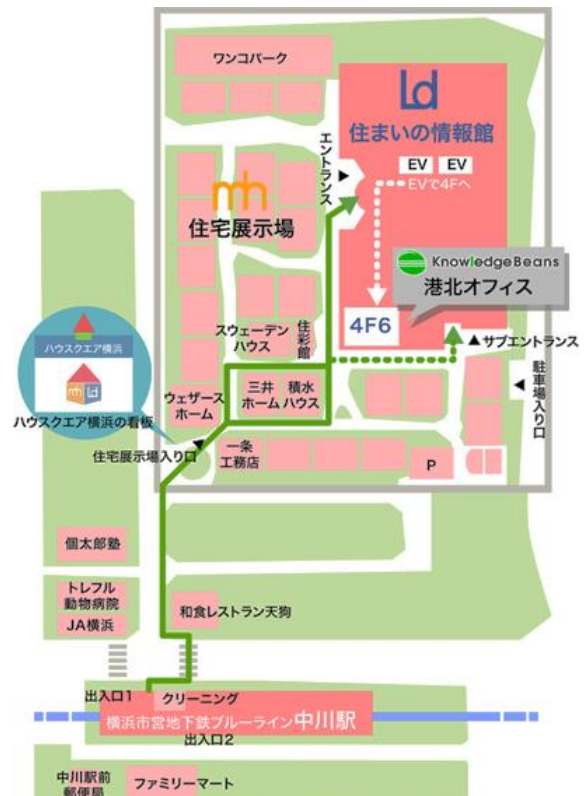 ワンコパーク
Ld
住まいの情報館
EV EV
EVで4Fへ
エントランス
mh
住宅展示場
KnowledgeBeans
港北オフィス
4F6
サブエントランス
駐車場入り口
スウェーデン
ハウス
住彩館
三井
ホーム
積水
ハウス
ウェザース
ホーム
ハウスクエア横浜
mh Ld
ハウスクエア横浜の看板
住宅展示場入り口
一条
工務店
P
個太郎塾
トレフル
動物病院
JA横浜
和食レストラン天狗
出入口1
クリーニング
横浜市営地下鉄ブルーライン中川駅
出入口2
中川駅前
郵便局
ファミリーマート